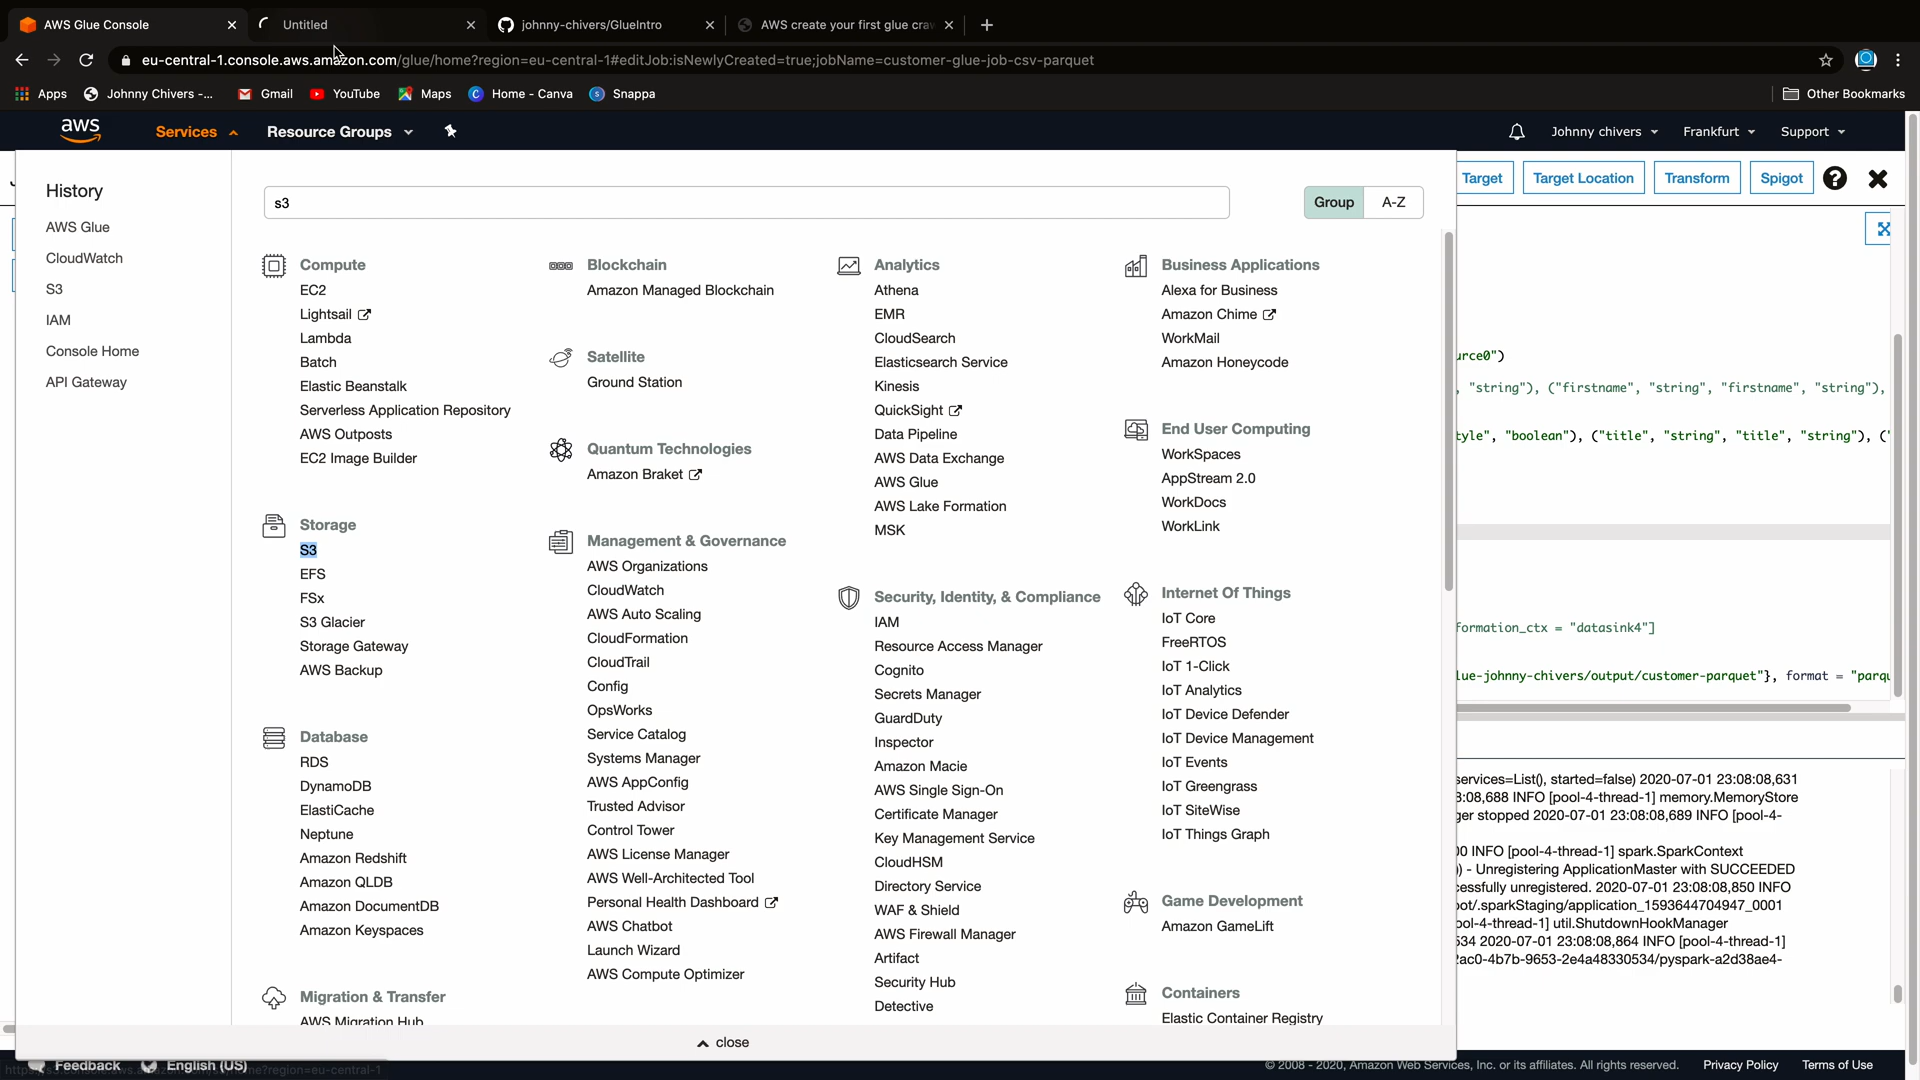 AWS Glue Console
Untitled
johnny-chivers/GlueIntro
AWS create your first glue craw
eu-central-1.console.aws.amazon.com/glue/home?region=eu-central-1#editJob:isNewlyCreated=true;jobName=customer-glue-job-csv-parquet
Apps
Johnny Chivers -...
Gmail
YouTube
Maps
Home - Canva
Snappa
Other Bookmarks
aws
Services
Resource Groups
Johnny chivers
Frankfurt
Support
History
AWS Glue
CloudWatch
S3
IAM
Console Home
API Gateway
s3
Group
A-Z
Compute
EC2
Lightsail
Lambda
Batch
Elastic Beanstalk
Serverless Application Repository
AWS Outposts
EC2 Image Builder
Storage
S3
EFS
FSx
S3 Glacier
Storage Gateway
AWS Backup
Database
RDS
DynamoDB
ElastiCache
Neptune
Amazon Redshift
Amazon QLDB
Amazon DocumentDB
Amazon Keyspaces
Migration & Transfer
AWS Migration Hub
Blockchain
Amazon Managed Blockchain
Satellite
Ground Station
Quantum Technologies
Amazon Braket
Management & Governance
AWS Organizations
CloudWatch
AWS Auto Scaling
CloudFormation
CloudTrail
Config
OpsWorks
Service Catalog
Systems Manager
AWS AppConfig
Trusted Advisor
Control Tower
AWS License Manager
AWS Well-Architected Tool
Personal Health Dashboard
AWS Chatbot
Launch Wizard
AWS Compute Optimizer
Analytics
Athena
EMR
CloudSearch
Elasticsearch Service
Kinesis
QuickSight
Data Pipeline
AWS Data Exchange
AWS Glue
AWS Lake Formation
MSK
Security, Identity, & Compliance
IAM
Resource Access Manager
Cognito
Secrets Manager
GuardDuty
Inspector
Amazon Macie
AWS Single Sign-On
Certificate Manager
Key Management Service
CloudHSM
Directory Service
WAF & Shield
AWS Firewall Manager
Artifact
Security Hub
Detective
Business Applications
Alexa for Business
Amazon Chime
WorkMail
Amazon Honeycode
End User Computing
WorkSpaces
AppStream 2.0
WorkDocs
WorkLink
Internet Of Things
IoT Core
FreeRTOS
IoT 1-Click
IoT Analytics
IoT Device Defender
IoT Device Management
IoT Events
IoT Greengrass
IoT SiteWise
IoT Things Graph
Game Development
Amazon GameLift
Containers
Elastic Container Registry
close
Target
Target Location
Transform
Spigot
urce0")
, "string"), ("firstname", "string", "firstname", "string"),
tyle", "boolean"), ("title", "string", "title", "string"), ("
formation_ctx = "datasink4"]
lue-johnny-chivers/output/customer-parquet"}, format = "parqu
services=List(), started=false) 2020-07-01 23:08:08,631
3:08,688 INFO [pool-4-thread-1] memory.MemoryStore
ger stopped 2020-07-01 23:08:08,689 INFO [pool-4-
00 INFO [pool-4-thread-1] spark.SparkContext
) - Unregistering ApplicationMaster with SUCCEEDED
cessfully unregistered. 2020-07-01 23:08:08,850 INFO
oot/.sparkStaging/application_1593644704947_0001
ool-4-thread-1] util.ShutdownHookManager
534 2020-07-01 23:08:08,864 INFO [pool-4-thread-1]
2ac0-4b7b-9653-2e4a48330534/pyspark-a2d38ae4-
Feedback
English (US)
© 2008 - 2020, Amazon Web Services, Inc. or its affiliates. All rights reserved.
Privacy Policy
Terms of Use